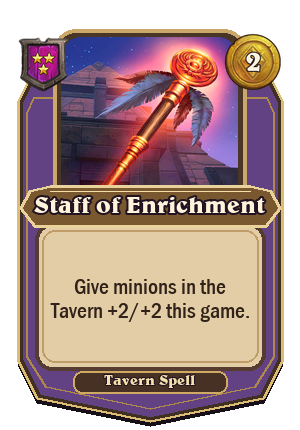 2
Staff of Enrichment
Give minions in the
Tavern +2/+2 this game.
Tavern Spell